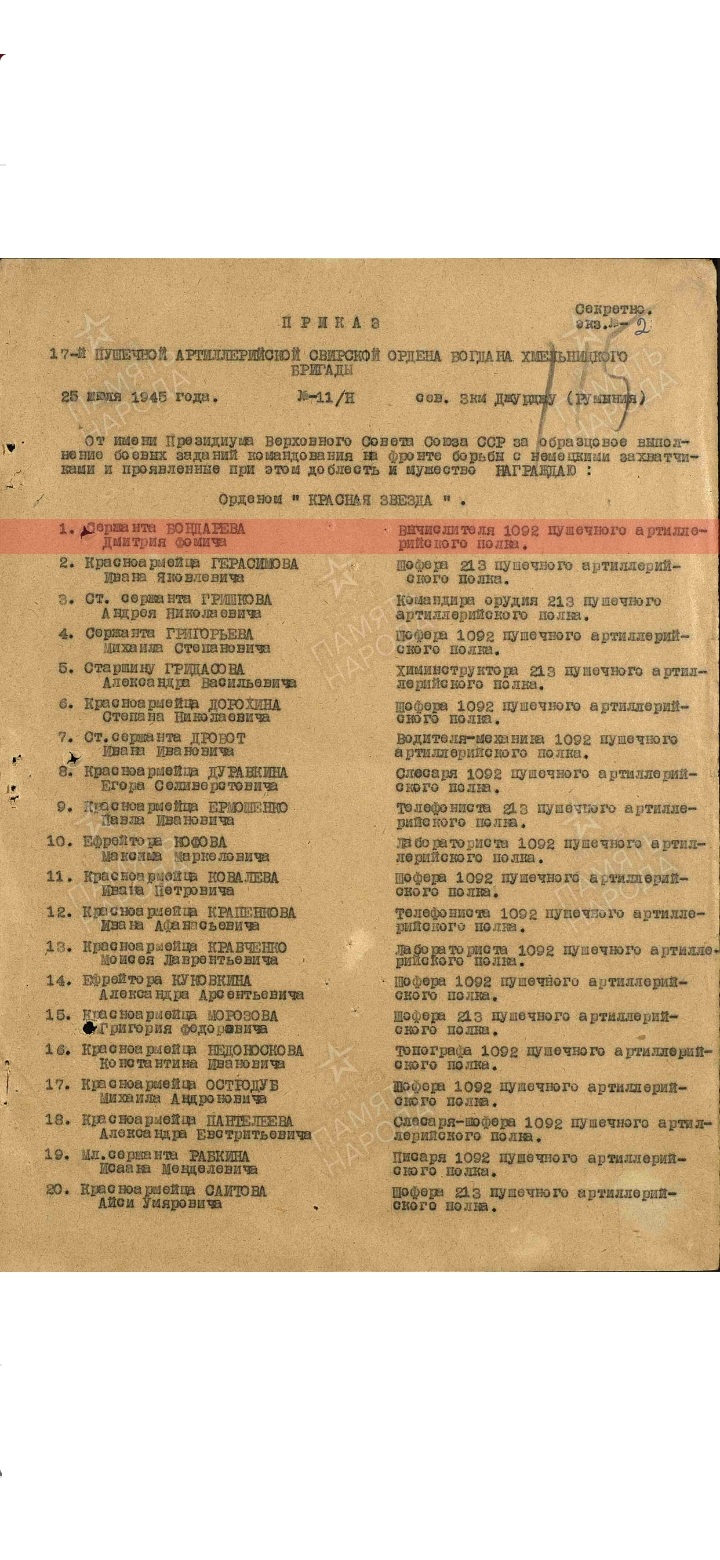 Секретно.
экз.№- 2
ПРИКАЗ
17-Й ПУШЕЧНОЙ АРТИЛЛЕРИЙСКОЙ СВИРСКОЙ ОРДЕНА БОГДАНА ХМЕЛЬНИЦКОГО
БРИГАДЫ
25 июля 1945 года. №-11/Н сев. 3км Джурджу (Румыния)
От имени Президиума Верховного Совета Союза ССР за образцовое выпол-
нение боевых заданий командования на фронте борьбы с немецкими захватчи-
ками и проявленные при этом доблесть и мужество НАГРАЖДАЮ :
Орденом " КРАСНАЯ ЗВЕЗДА " .
1. Сержанта БОНДАРЕВА Вычислителя 1092 пушечного артилле-
Дмитрия Фомича рийского полка.
2. Красноармейца ГЕРАСИМОВА Шофера 213 пушечного артиллерий-
Ивана Яковлевича ского полка.
3. Ст. сержанта ГРИШКОВА Командира орудия 213 пушечного
Андрея Николаевича артиллерийского полка.
4. Сержанта ГРИГОРЬЕВА Шофера 1092 пушечного артиллерий-
Михаила Степановича ского полка.
5. Старшину ГРИДАСОВА Химинструктора 213 пушечного артил-
Александра Васильевича лерийского полка.
6. Красноармейца ДОРОХИНА Шофера 1092 пушечного артиллерий-
Степана Николаевича ского полка.
7. Ст.сержанта ДРОБОТ Водителя-механика 1092 пушечного
Ивана Ивановича артиллерийского полка.
8. Красноармейца ДУРАВКИНА Слесаря 1092 пушечного артиллерий-
Егора Селиверстовича ского полка.
9. Красноармейца ЕРМОШЕНКО Телефониста 213 пушечного артилле-
Павла Ивановича рийского полка.
10. Ефрейтора ЮФОВА Лабораториста 1092 пушечного артил-
Максима Маркеловича лерийского полка.
11. Красноармейца КОВАЛЕВА Шофера 1092 пушечного артиллерий-
Ивана Петровича ского полка.
12. Красноармейца КРАПЕНКОВА Телефониста 1092 пушечного артилле-
Ивана Афанасьевича рийского полка.
13. Красноармейца КРАВЧЕНКО Лабораториста 1092 пушечного артилле-
Моисея Лаврентьевича рийского полка.
14. Ефрейтора КУКОВКИНА Шофера 1092 пушечного артиллерий-
Александра Арсентьевича ского полка.
15. Красноармейца МОРОЗОВА Шофера 213 пушечного артиллерий-
Григория Федоровича ского полка.
16. Красноармейца НЕДОНОСКОВА Топографа 1092 пушечного артиллерий-
Константина Ивановича ского полка.
17. Красноармейца ОСТЮДУБ Шофера 1092 пушечного артиллерий-
Михаила Андроновича ского полка.
18. Красноармейца ПАНТЕЛЕЕВА Слесаря-шофера 1092 пушечного артил-
Александра Евстритьевича лерийского полка.
19. Мл.сержанта РАВКИНА Писаря 1092 пушечного артиллерий-
Исаака Менделевича ского полка.
20. Красноармейца САИТОВА Шофера 213 пушечного артиллерий-
Айси Умяровича ского полка.
ПАМЯТЬ
НАРОДА